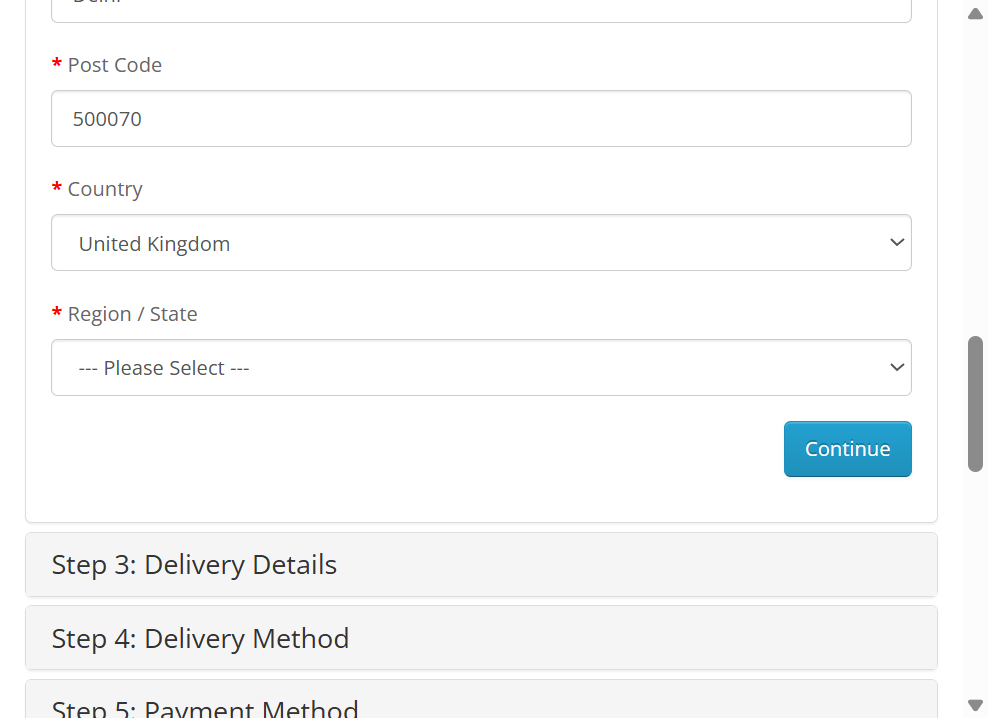 * Post Code
500070
* Country
United Kingdom
* Region / State
--- Please Select ---
Continue
Step 3: Delivery Details
Step 4: Delivery Method
Step 5: Payment Method